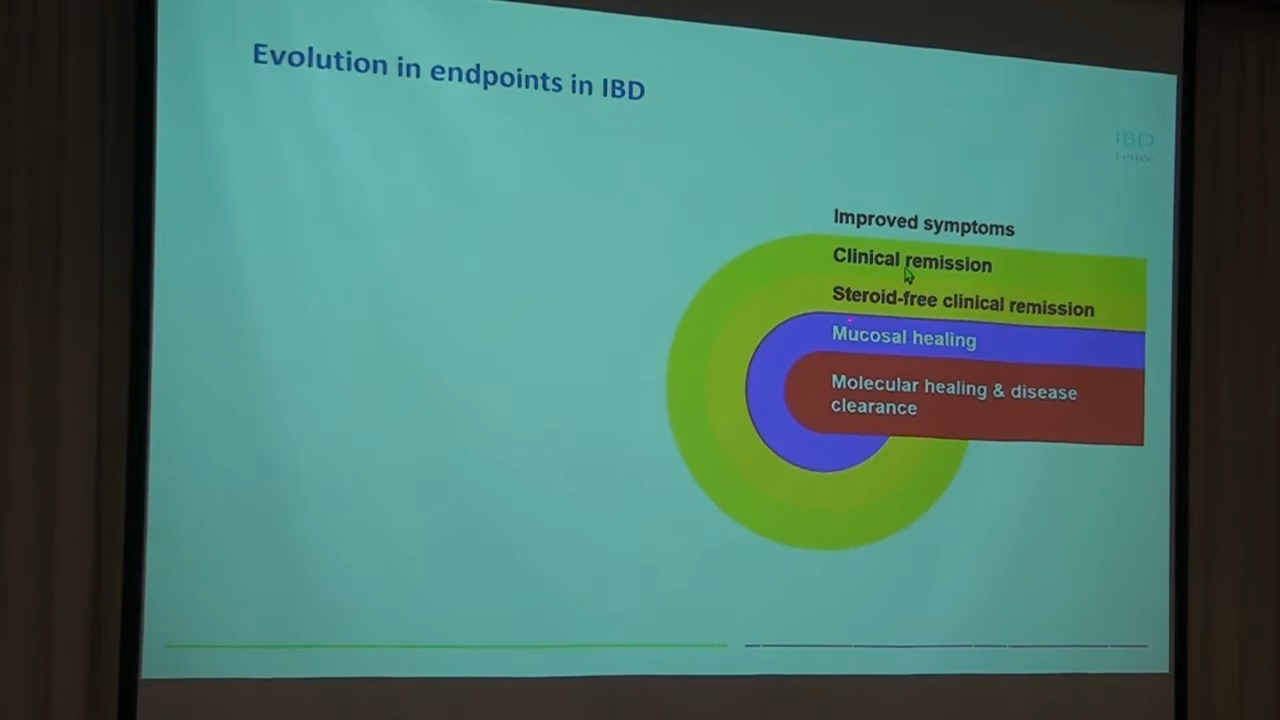 Evolution in endpoints in IBD
IBD
Improved symptoms
Clinical remission
Steroid-free clinical remission
Mucosal healing
Molecular healing & disease
clearance